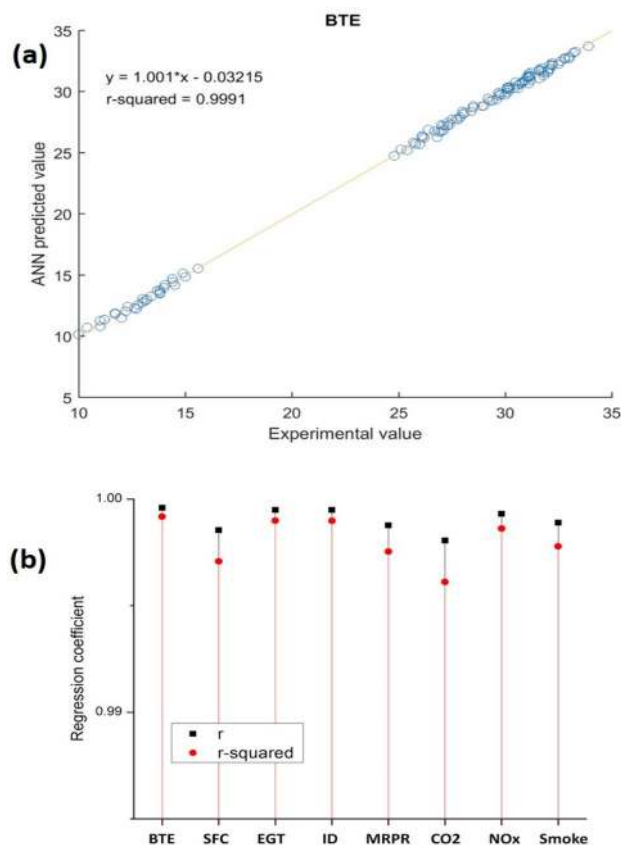 BTE
(a)
y = 1.001*x - 0.03215
r-squared = 0.9991
ANN predicted value
35
30
25
20
15
10
5
10 15 20 25 30 35
Experimental value
(b)
Regression coefficient
1.00
0.99
r
r-squared
BTE SFC EGT ID MRPR CO2 NOx Smoke